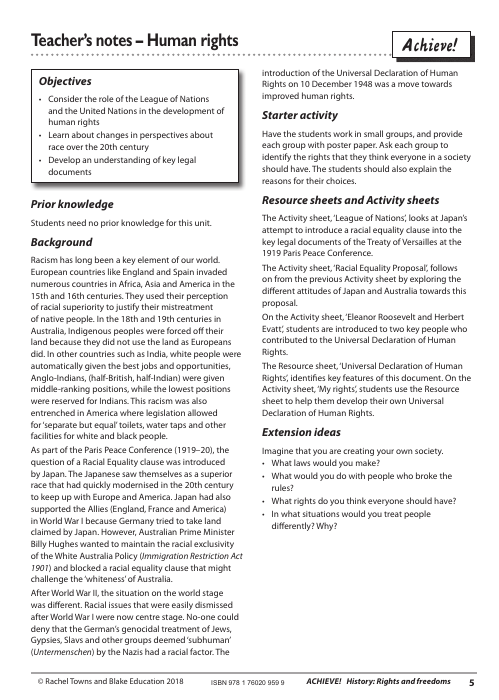 Teacher's notes – Human rights
Achieve!
Objectives
• Consider the role of the League of Nations
and the United Nations in the development of
human rights
• Learn about changes in perspectives about
race over the 20th century
• Develop an understanding of key legal
documents
Prior knowledge
Students need no prior knowledge for this unit.
Background
Racism has long been a key element of our world.
European countries like England and Spain invaded
numerous countries in Africa, Asia and America in the
15th and 16th centuries. They used their perception
of racial superiority to justify their mistreatment
of native people. In the 18th and 19th centuries in
Australia, Indigenous peoples were forced off their
land because they did not use the land as Europeans
did. In other countries such as India, white people were
automatically given the best jobs and opportunities,
Anglo-Indians, (half-British, half-Indian) were given
middle-ranking positions, while the lowest positions
were reserved for Indians. This racism was also
entrenched in America where legislation allowed
for 'separate but equal' toilets, water taps and other
facilities for white and black people.
As part of the Paris Peace Conference (1919–20), the
question of a Racial Equality clause was introduced
by Japan. The Japanese saw themselves as a superior
race that had quickly modernised in the 20th century
to keep up with Europe and America. Japan had also
supported the Allies (England, France and America)
in World War I because Germany tried to take land
claimed by Japan. However, Australian Prime Minister
Billy Hughes wanted to maintain the racial exclusivity
of the White Australia Policy (Immigration Restriction Act
1901) and blocked a racial equality clause that might
challenge the 'whiteness' of Australia.
After World War II, the situation on the world stage
was different. Racial issues that were easily dismissed
after World War I were now centre stage. No-one could
deny that the German's genocidal treatment of Jews,
Gypsies, Slavs and other groups deemed 'subhuman'
(Untermenschen) by the Nazis had a racial factor. The
introduction of the Universal Declaration of Human
Rights on 10 December 1948 was a move towards
improved human rights.
Starter activity
Have the students work in small groups, and provide
each group with poster paper. Ask each group to
identify the rights that they think everyone in a society
should have. The students should also explain the
reasons for their choices.
Resource sheets and Activity sheets
The Activity sheet, 'League of Nations', looks at Japan's
attempt to introduce a racial equality clause into the
key legal documents of the Treaty of Versailles at the
1919 Paris Peace Conference.
The Activity sheet, 'Racial Equality Proposal', follows
on from the previous Activity sheet by exploring the
different attitudes of Japan and Australia towards this
proposal.
On the Activity sheet, 'Eleanor Roosevelt and Herbert
Evatt', students are introduced to two key people who
contributed to the Universal Declaration of Human
Rights.
The Resource sheet, 'Universal Declaration of Human
Rights', identifies key features of this document. On the
Activity sheet, 'My rights', students use the Resource
sheet to help them develop their own Universal
Declaration of Human Rights.
Extension ideas
Imagine that you are creating your own society.
• What laws would you make?
• What would you do with people who broke the
rules?
• What rights do you think everyone should have?
• In what situations would you treat people
differently? Why?
© Rachel Towns and Blake Education 2018
ISBN 978 1 76020 959 9
ACHIEVE! History: Rights and freedoms
5